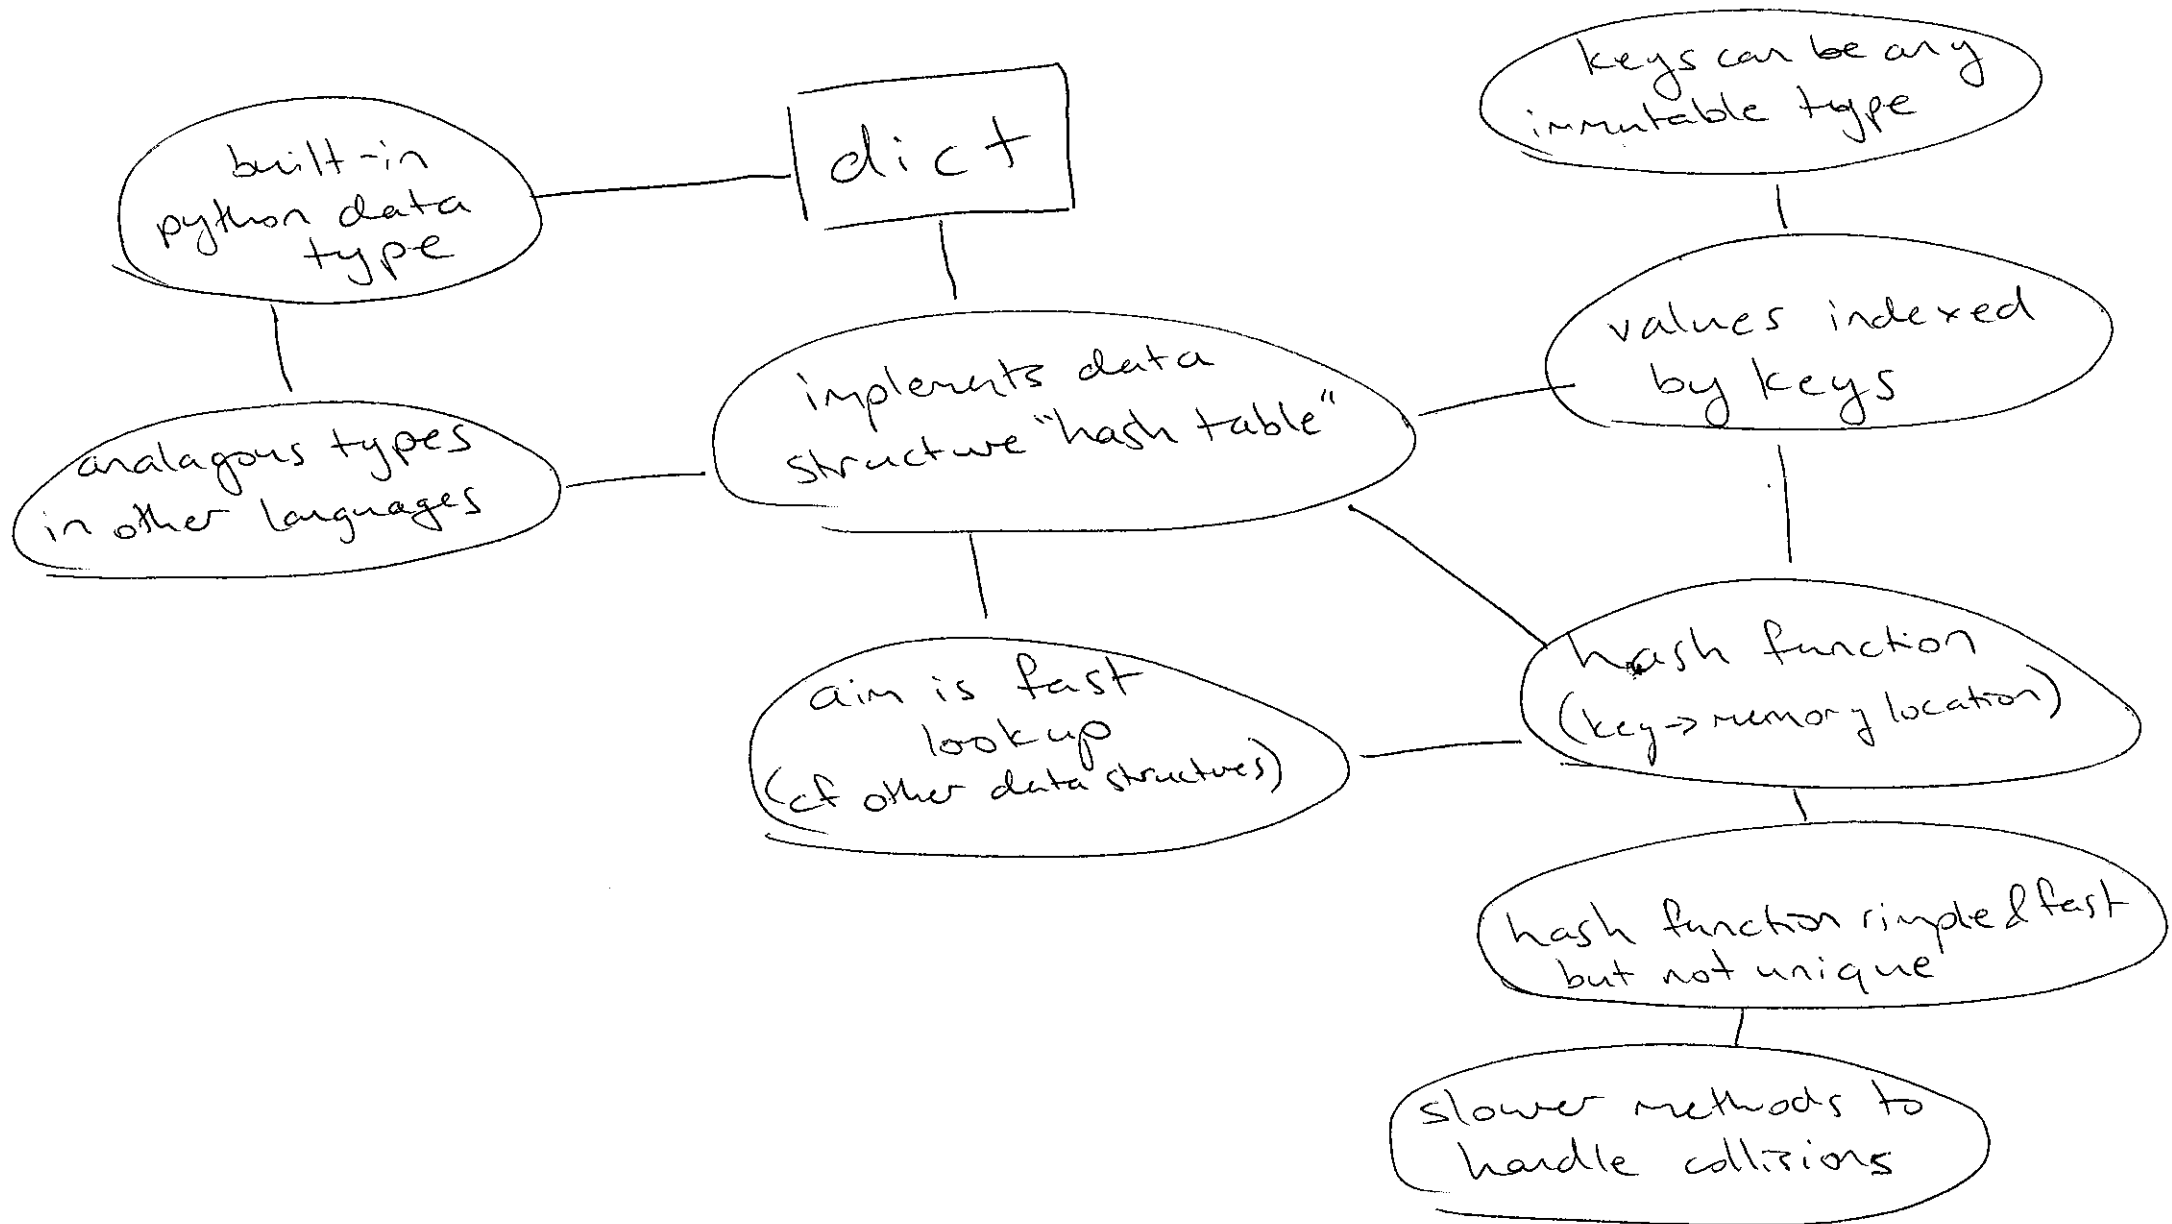 dict
built-in
python data
type
analagous types
in other languages
implements data
structure "hash table"
aim is fast
lookup
(cf other data structures)
keys can be any
immutable type
values indexed
by keys
hash function
(key→memory location)
hash function simple & fast
but not unique
slower methods to
handle collisions